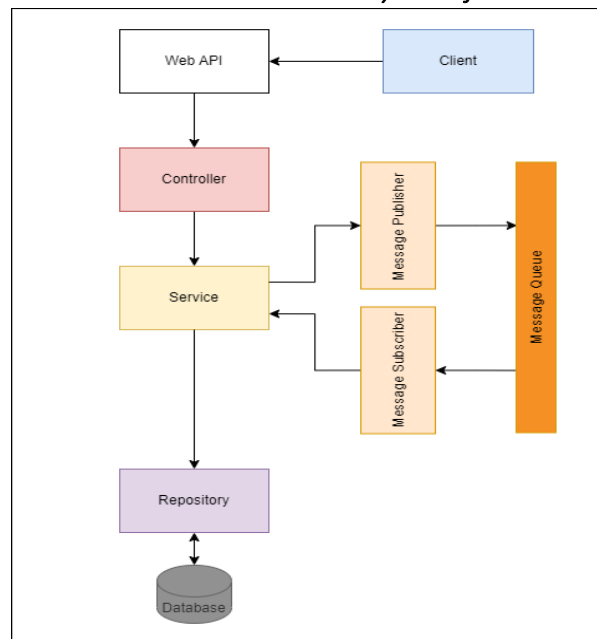 Web API
Client
Controller
Message Publisher
Service
Message Queue
Message Subscriber
Repository
Database